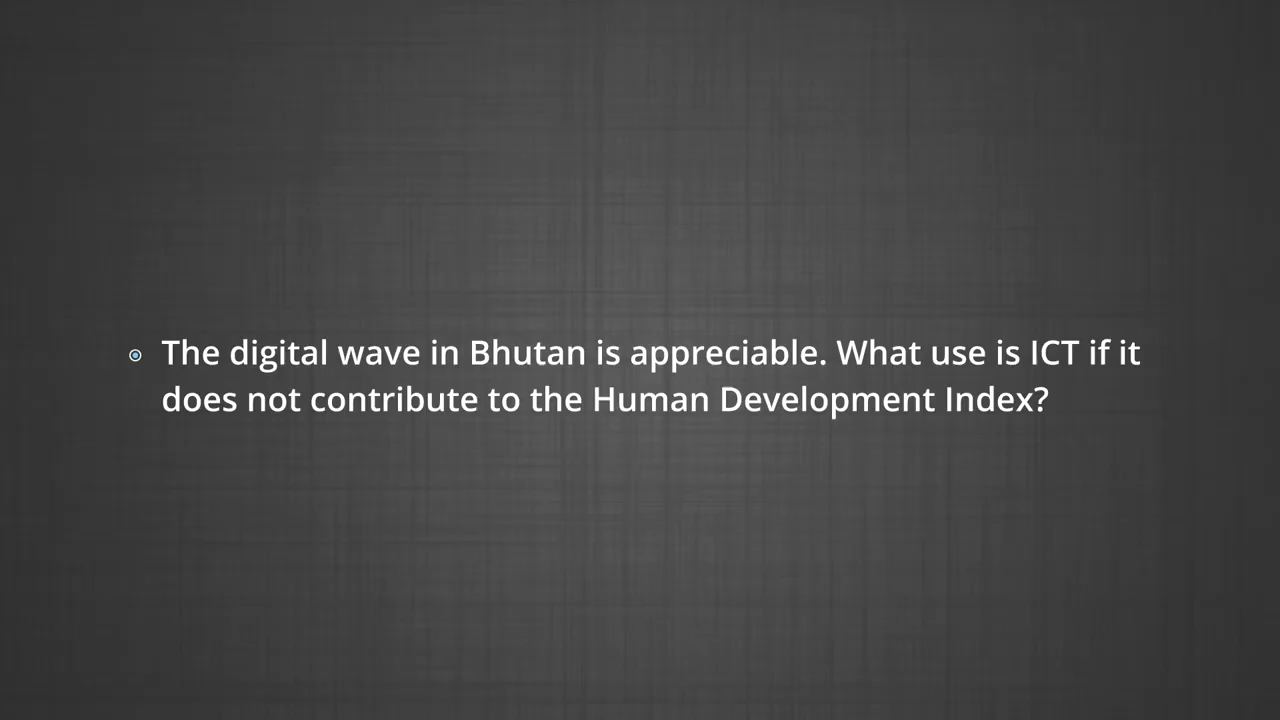 The digital wave in Bhutan is appreciable. What use is ICT if it
does not contribute to the Human Development Index?